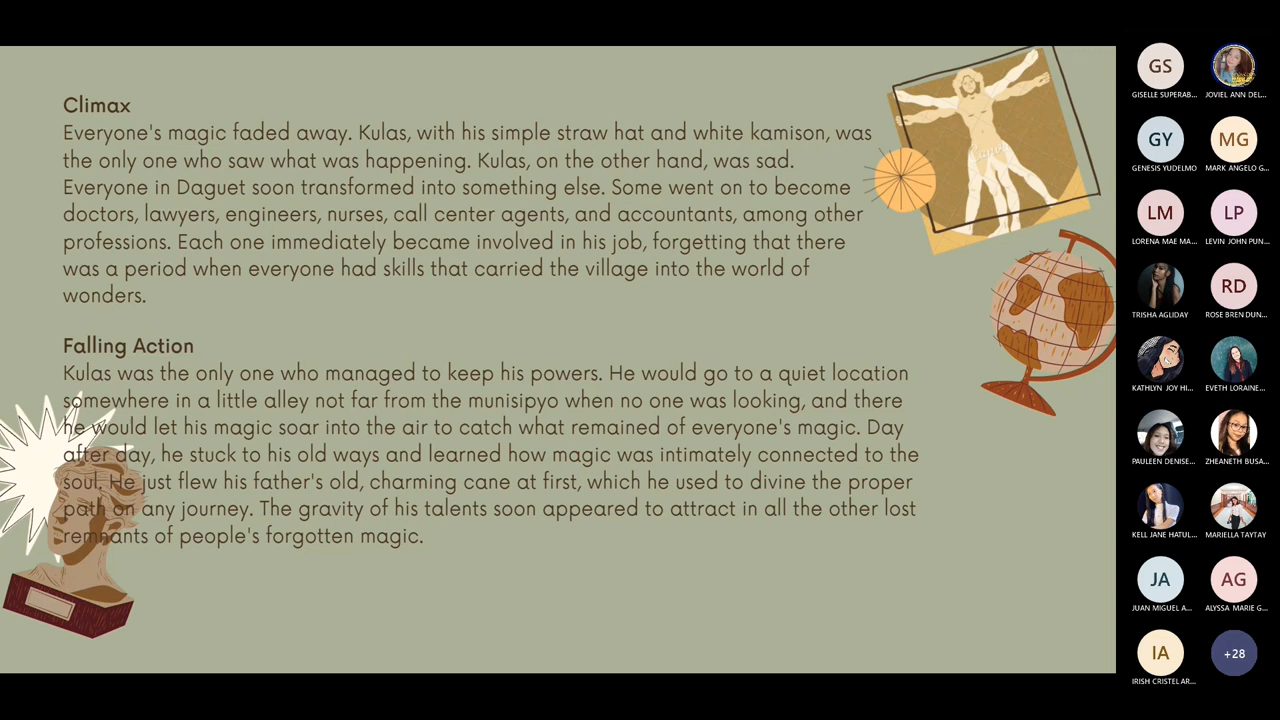 Climax
Everyone's magic faded away. Kulas, with his simple straw hat and white kamison, was
the only one who saw what was happening. Kulas, on the other hand, was sad.
Everyone in Daguet soon transformed into something else. Some went on to become
doctors, lawyers, engineers, nurses, call center agents, and accountants, among other
professions. Each one immediately became involved in his job, forgetting that there
was a period when everyone had skills that carried the village into the world of
wonders.
Falling Action
Kulas was the only one who managed to keep his powers. He would go to a quiet location
somewhere in a little alley not far from the munisipyo when no one was looking, and there
he would let his magic soar into the air to catch what remained of everyone's magic. Day
after day, he stuck to his old ways and learned how magic was intimately connected to the
soul. He just flew his father's old, charming cane at first, which he used to divine the proper
path on any journey. The gravity of his talents soon appeared to attract in all the other lost
remnants of people's forgotten magic.
GS
GISELLE SUPERAB...
JOVIEL ANN DEL...
GY
GENESIS YUDELMO
MG
MARK ANGELO G...
LM
LORENA MAE MA...
LP
LEVIN JOHN PUN...
TRISHA AGLIDAY
RD
ROSE BREN DUN...
KATHLYN JOY HI...
EVETH LORAINE...
PAULEEN DENISE...
ZHEANETH BUSA...
KELL JANE HATUL...
MARIELLA TAYTAY
JA
JUAN MIGUEL A...
AG
ALYSSA MARIE G...
IA
IRISH CRISTEL AR...
+28